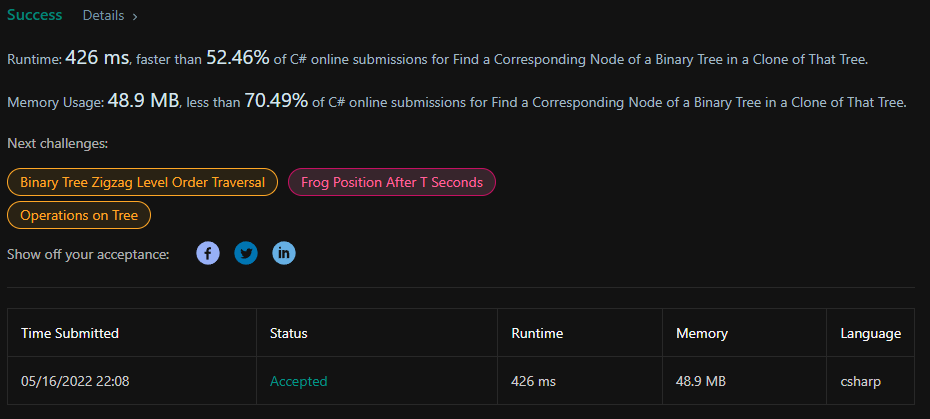 Success Details >
Runtime: 426 ms, faster than 52.46% of C# online submissions for Find a Corresponding Node of a Binary Tree in a Clone of That Tree.
Memory Usage: 48.9 MB, less than 70.49% of C# online submissions for Find a Corresponding Node of a Binary Tree in a Clone of That Tree.
Next challenges:
Binary Tree Zigzag Level Order Traversal Frog Position After T Seconds
Operations on Tree
Show off your acceptance: f in
Time Submitted Status Runtime Memory Language
05/16/2022 22:08 Accepted 426 ms 48.9 MB csharp